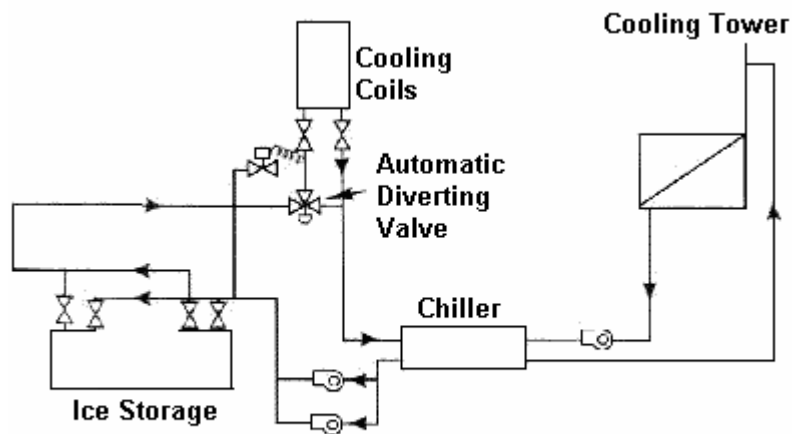 Cooling Tower
Cooling
Coils
Automatic
Diverting
Valve
Chiller
Ice Storage